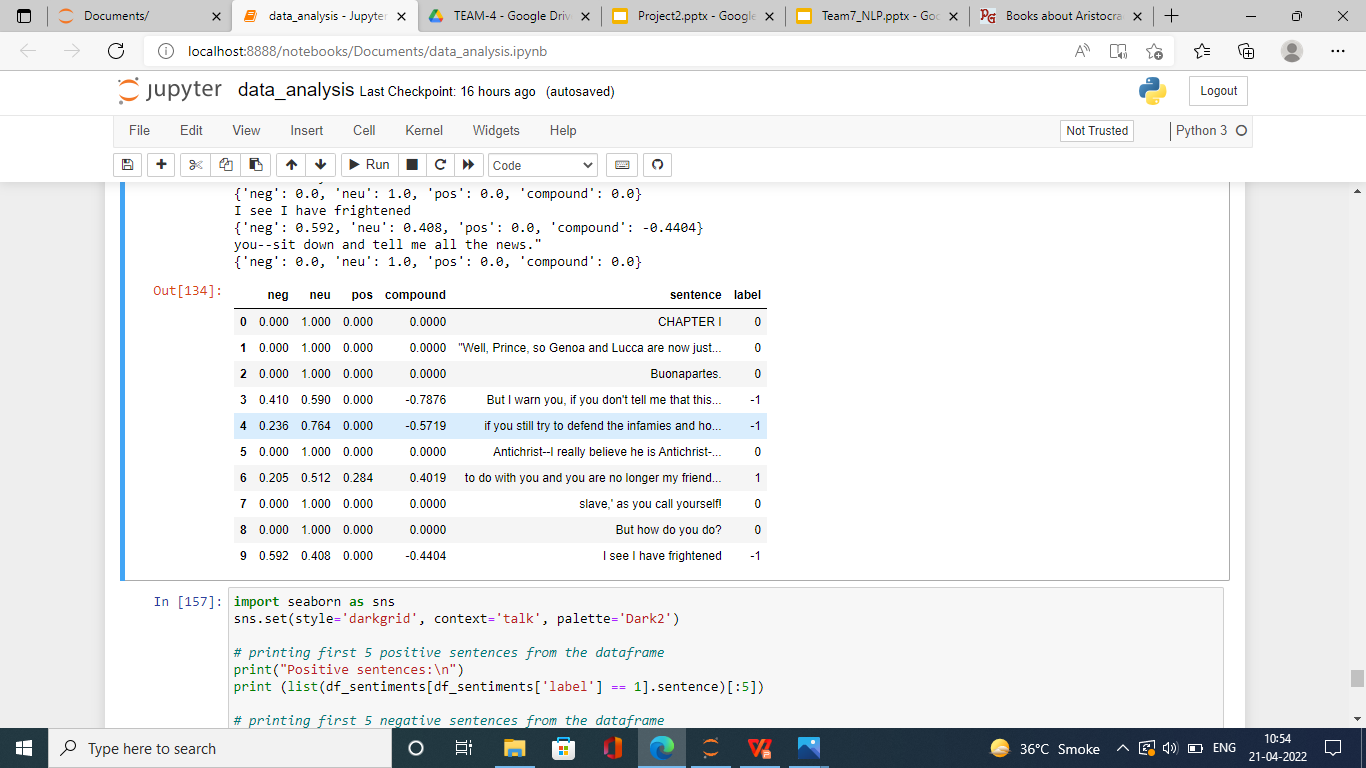 Documents/
data_analysis - Jupyter
TEAM-4 - Google Driv
Project2.pptx - Google
Team7_NLP.pptx - Goo
PG Books about Aristocra
localhost:8888/notebooks/Documents/data_analysis.ipynb
jupyter data_analysis Last Checkpoint: 16 hours ago (autosaved)
Logout
File Edit View Insert Cell Kernel Widgets Help
Not Trusted Python 3
Run Code
{'neg': 0.0, 'neu': 1.0, 'pos': 0.0, 'compound': 0.0}
I see I have frightened
{'neg': 0.592, 'neu': 0.408, 'pos': 0.0, 'compound': -0.4404}
you--sit down and tell me all the news."
{'neg': 0.0, 'neu': 1.0, 'pos': 0.0, 'compound': 0.0}
Out[134]:
neg neu pos compound sentence label
0 0.000 1.000 0.000 0.0000 CHAPTER I 0
1 0.000 1.000 0.000 0.0000 "Well, Prince, so Genoa and Lucca are now just... 0
2 0.000 1.000 0.000 0.0000 Buonapartes. 0
3 0.410 0.590 0.000 -0.7876 But I warn you, if you don't tell me that this... -1
4 0.236 0.764 0.000 -0.5719 if you still try to defend the infamies and ho... -1
5 0.000 1.000 0.000 0.0000 Antichrist--I really believe he is Antichrist-... 0
6 0.205 0.512 0.284 0.4019 to do with you and you are no longer my friend... 1
7 0.000 1.000 0.000 0.0000 slave,' as you call yourself! 0
8 0.000 1.000 0.000 0.0000 But how do you do? 0
9 0.592 0.408 0.000 -0.4404 I see I have frightened -1
In [157]: import seaborn as sns
sns.set(style='darkgrid', context='talk', palette='Dark2')
# printing first 5 positive sentences from the dataframe
print("Positive sentences:\n")
print (list(df_sentiments[df_sentiments['label'] == 1].sentence)[:5])
# printing first 5 negative sentences from the dataframe
Type here to search
36°C Smoke
ENG
10:54
21-04-2022